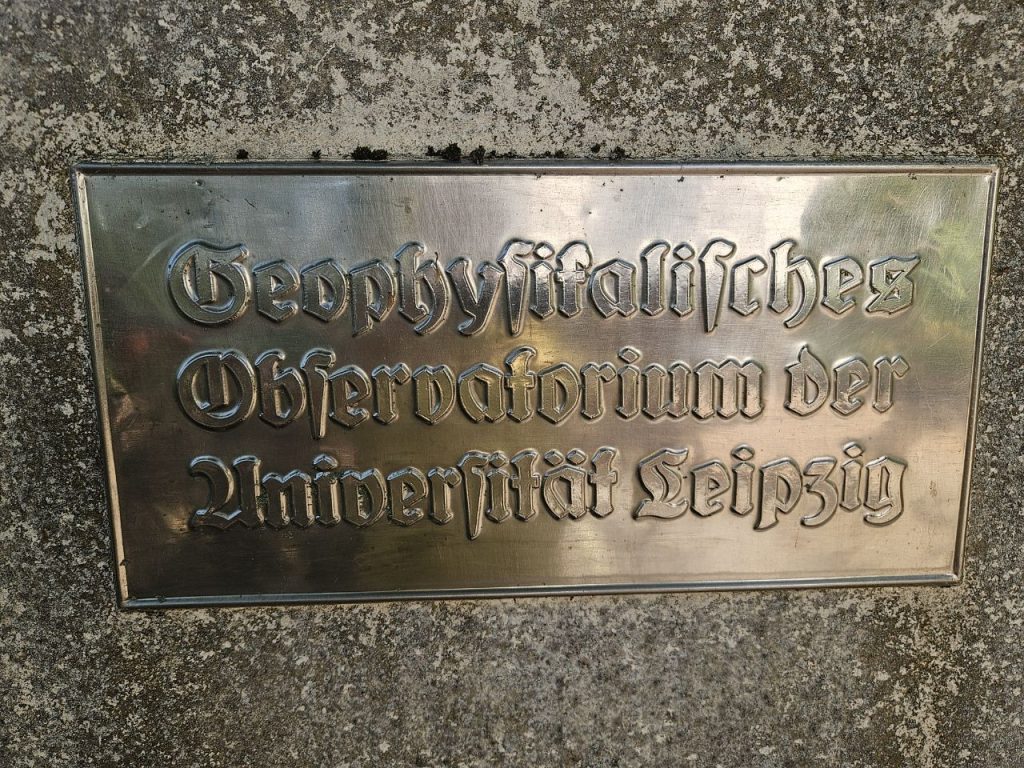 Geophyſikaliſches
Obſervatorium der
Univerſität Leipzig